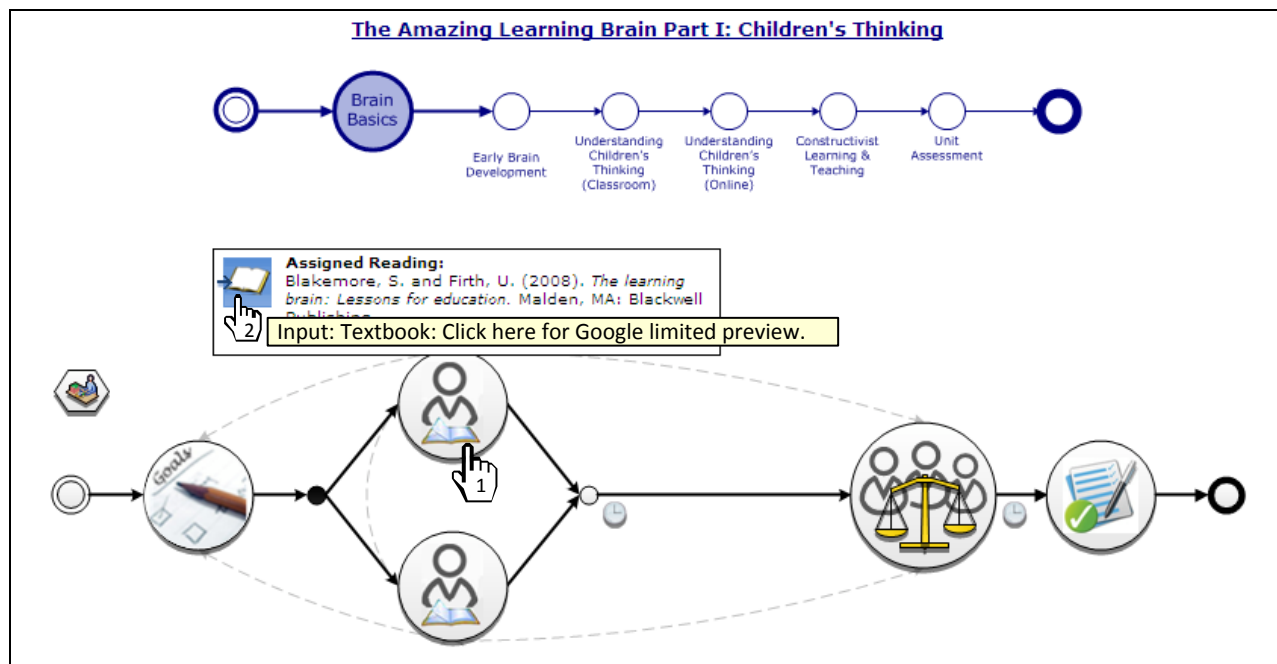 The Amazing Learning Brain Part I: Children's Thinking
Brain
Basics
Early Brain
Development
Understanding
Children's
Thinking
(Classroom)
Understanding
Children's
Thinking
(Online)
Constructivist
Learning &
Teaching
Unit
Assessment
Assigned Reading:
Blakemore, S. and Firth, U. (2008). The learning
brain: Lessons for education. Malden, MA: Blackwell
Publishing
2
Input: Textbook: Click here for Google limited preview.
Goals
1